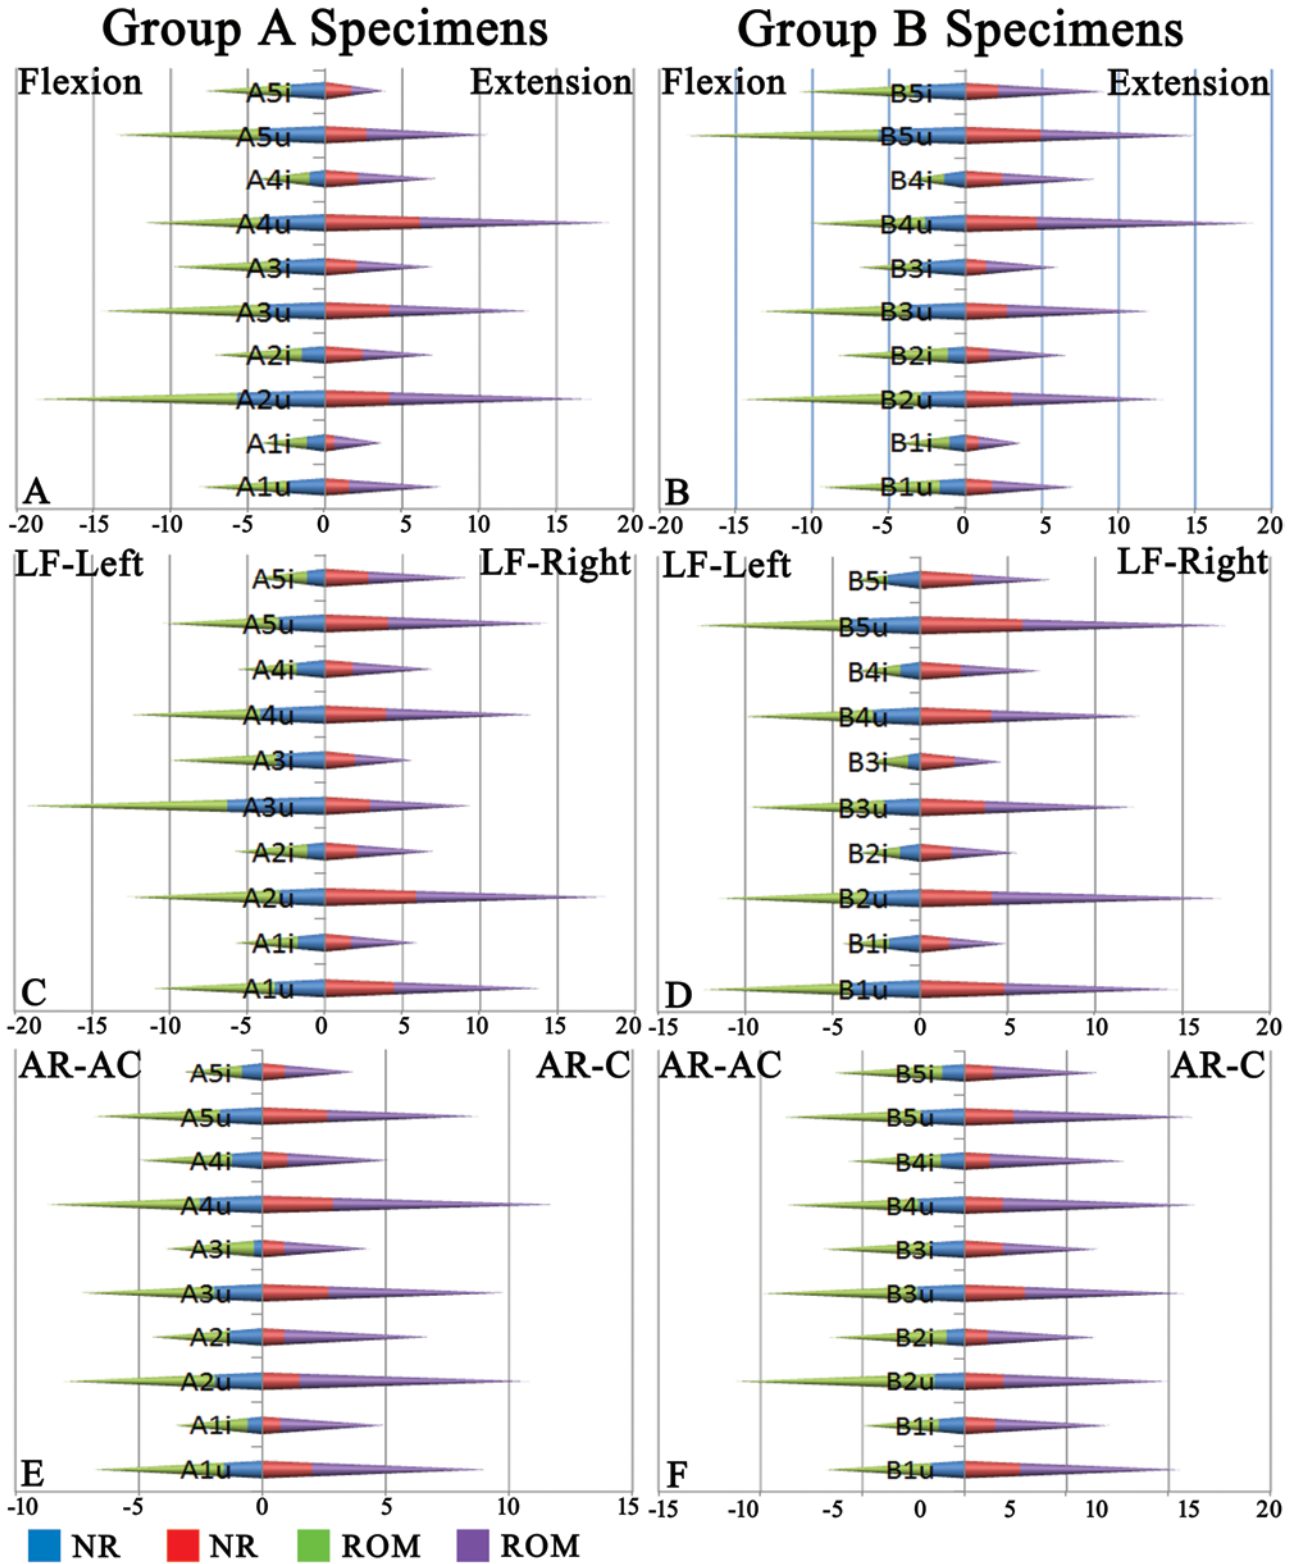 Group A Specimens
Group B Specimens
Flexion
Extension
A5i
A5u
A4i
A4u
A3i
A3u
A2i
A2u
A1i
A1u
A
-20 -15 -10 -5 0 5 10 15 20
Flexion
Extension
B5i
B5u
B4i
B4u
B3i
B3u
B2i
B2u
B1i
B1u
B
-20 -15 -10 -5 0 5 10 15 20
LF-Left
LF-Right
A5i
A5u
A4i
A4u
A3i
A3u
A2i
A2u
A1i
A1u
C
-20 -15 -10 -5 0 5 10 15 20
LF-Left
LF-Right
B5i
B5u
B4i
B4u
B3i
B3u
B2i
B2u
B1i
B1u
D
-15 -10 -5 0 5 10 15 20
AR-AC
AR-C
A5i
A5u
A4i
A4u
A3i
A3u
A2i
A2u
A1i
A1u
E
-10 -5 0 5 10 15
AR-AC
AR-C
B5i
B5u
B4i
B4u
B3i
B3u
B2i
B2u
B1i
B1u
F
-15 -10 -5 0 5 10 15 20
NR NR ROM ROM